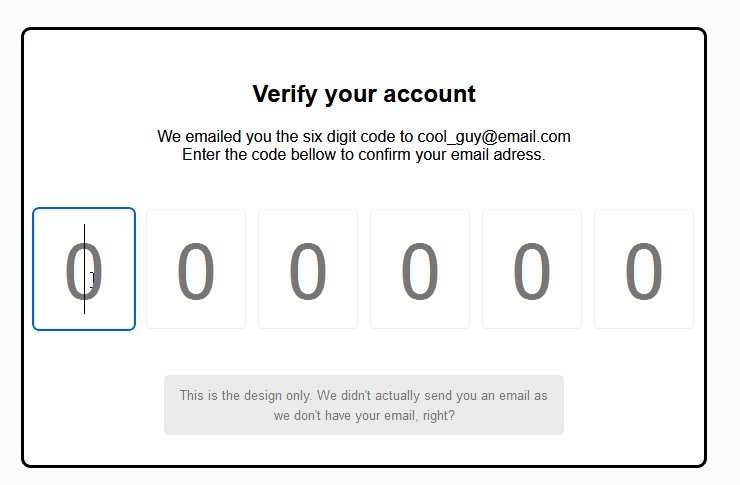 Verify your account
We emailed you the six digit code to cool_guy@email.com
Enter the code bellow to confirm your email adress.
0 0 0 0 0 0
This is the design only. We didn't actually send you an email as
we don't have your email, right?